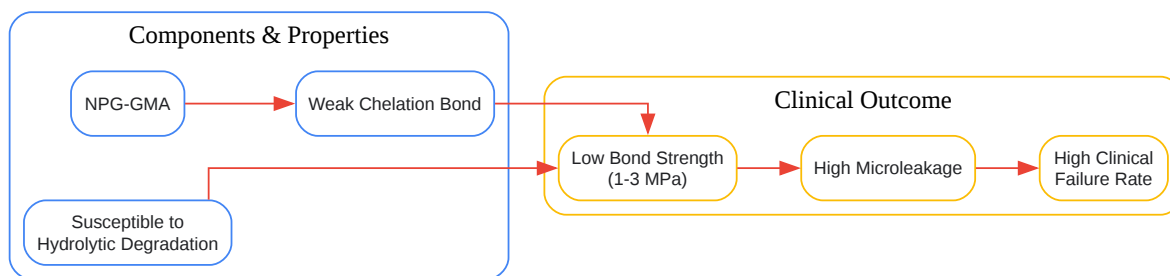 Components & Properties
NPG-GMA
Weak Chelation Bond
Susceptible to
Hydrolytic Degradation
Clinical Outcome
Low Bond Strength
(1-3 MPa)
High Microleakage
High Clinical
Failure Rate